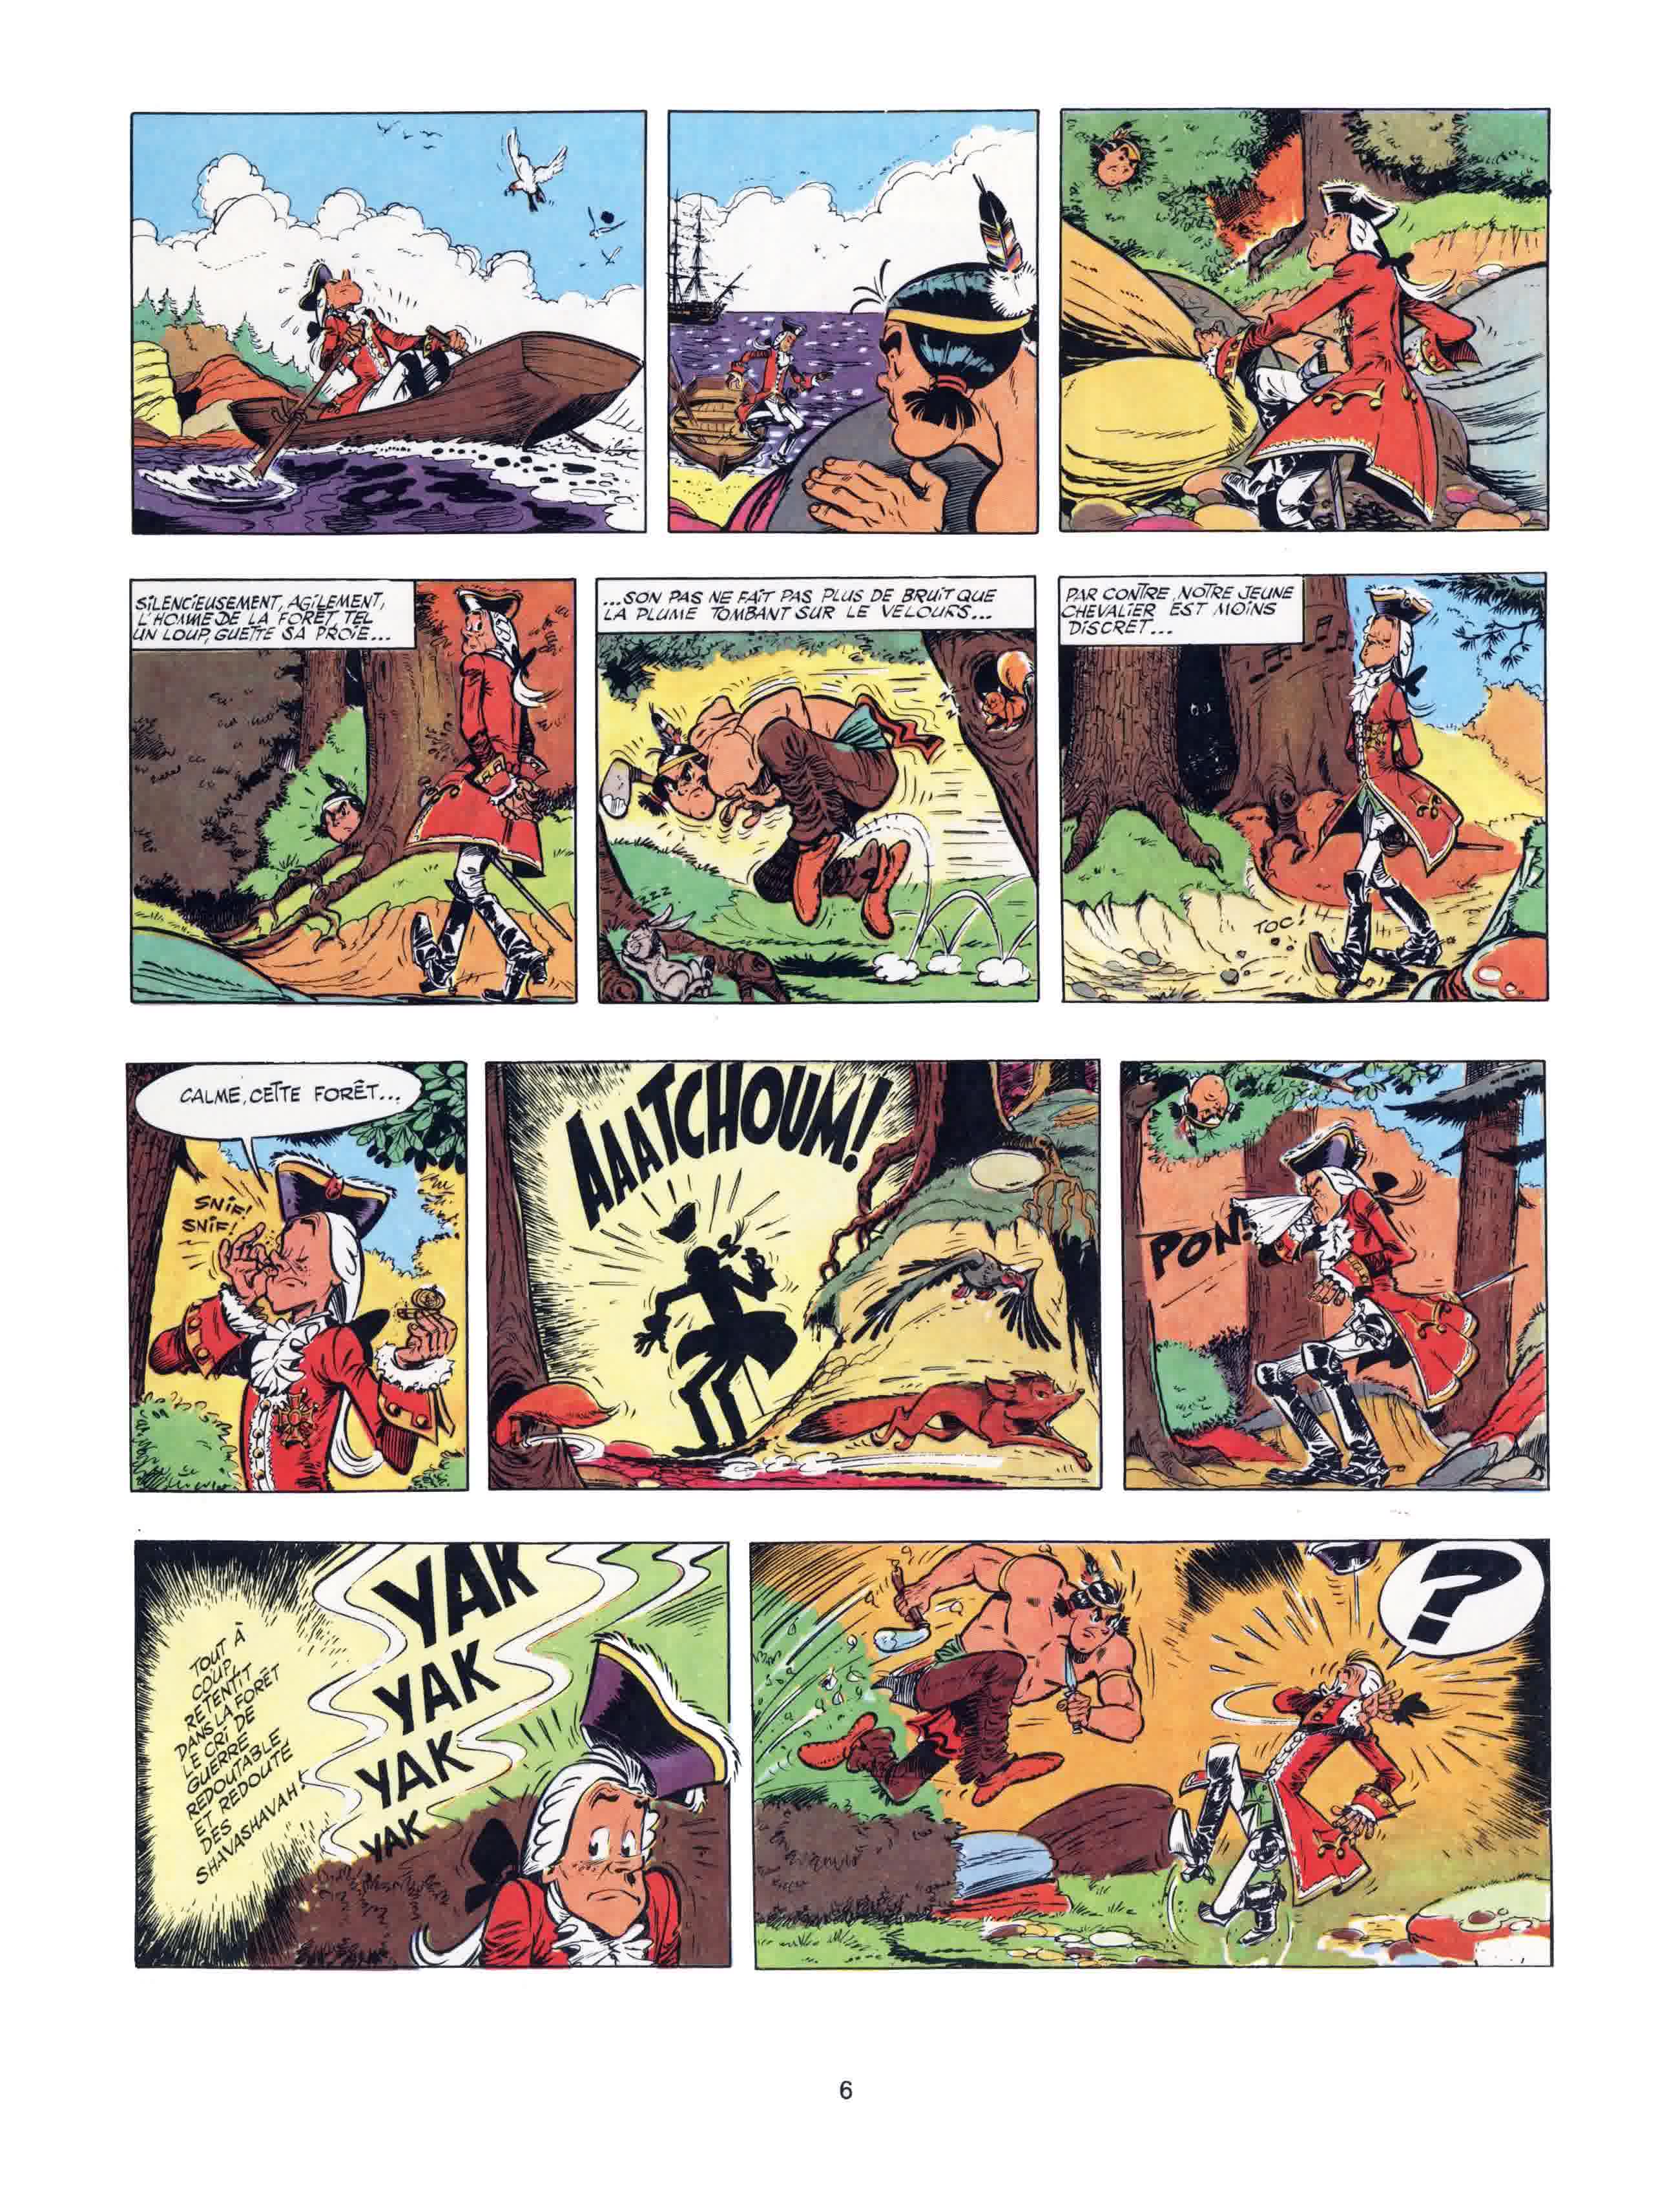 SILENCIEUSEMENT, AGILEMENT,
L'HOMME DE LA FORÊT, TEL
UN LOUP, GUETTE SA PROIE...
...SON PAS NE FAIT PAS PLUS DE BRUIT QUE
LA PLUME TOMBANT SUR LE VELOURS...
ZZZ
PAR CONTRE, NOTRE JEUNE
CHEVALIER EST MOINS
DISCRET...
TOC!
CALME, CETTE FORÊT...
SNIF!
SNIF!
AAATCHOUM!
PON!
TOUT À
COUP,
RETENTIT
DANS LA FORÊT
LE CRI DE
GUERRE
REDOUTABLE
ET REDOUTÉ
DES
SHAVASHAVAH!
YAK
YAK
YAK
YAK
?
6